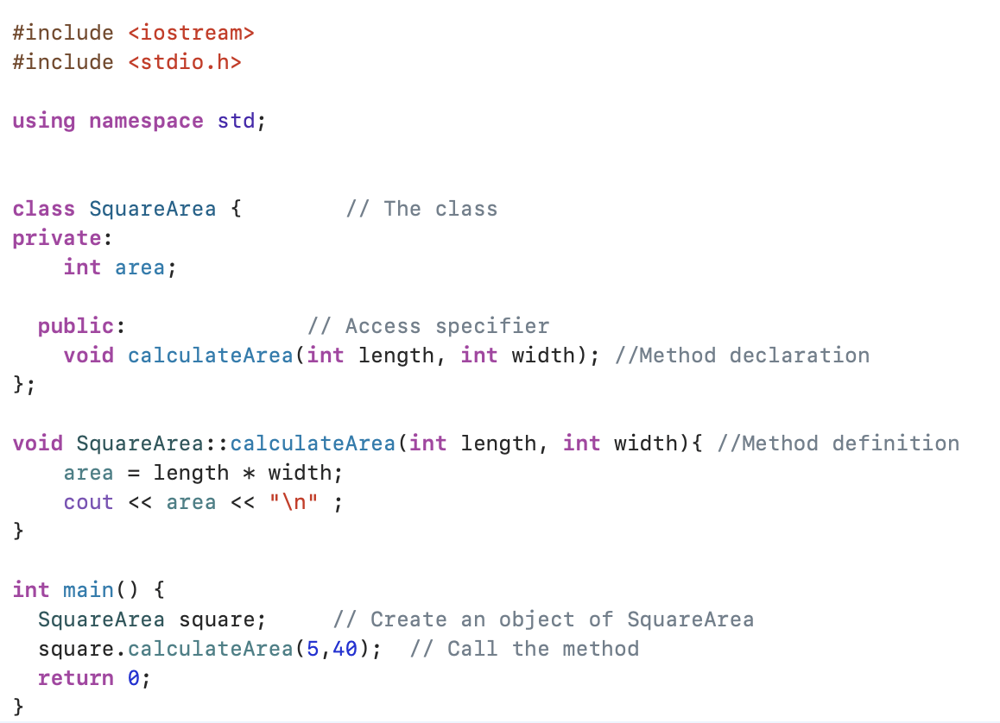 #include <iostream>
#include <stdio.h>
using namespace std;
class SquareArea {        // The class
private:
    int area;
  public:              // Access specifier
    void calculateArea(int length, int width); //Method declaration
};
void SquareArea::calculateArea(int length, int width){ //Method definition
    area = length * width;
    cout << area << "\n" ;
}
int main() {
  SquareArea square;     // Create an object of SquareArea
  square.calculateArea(5,40);  // Call the method
  return 0;
}